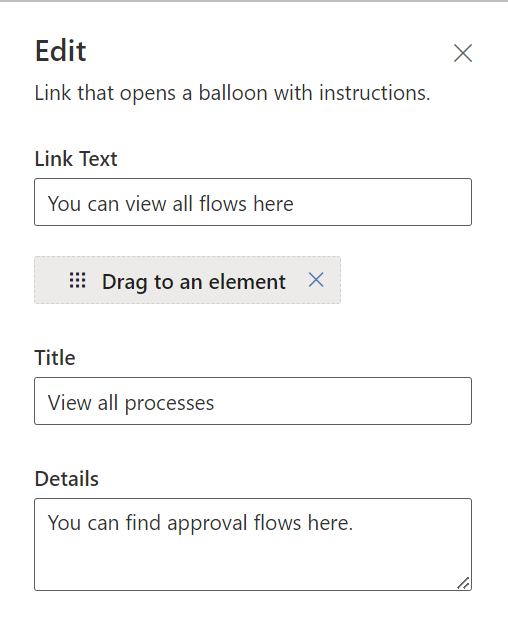 Edit
Link that opens a balloon with instructions.
Link Text
You can view all flows here
Drag to an element
Title
View all processes
Details
You can find approval flows here.